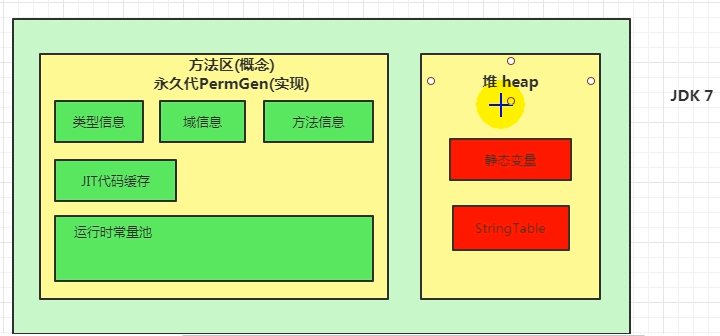 方法区(概念)
永久代PermGen(实现)
类型信息
域信息
方法信息
JIT代码缓存
运行时常量池
堆 heap
静态变量
StringTable
JDK 7